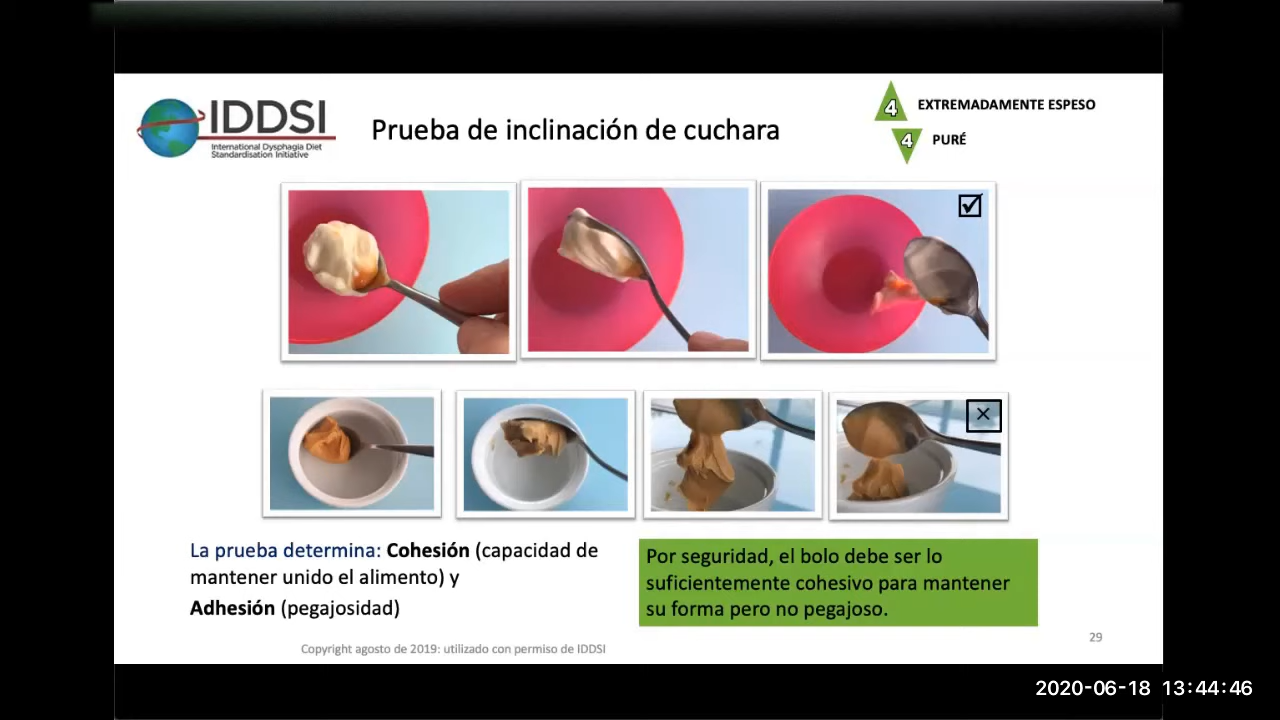 IDDSI
International Dysphagia Diet
Standardisation Initiative
Prueba de inclinación de cuchara
4 EXTREMADAMENTE ESPESO
4 PURÉ
La prueba determina: Cohesión (capacidad de
mantener unido el alimento) y
Adhesión (pegajosidad)
Por seguridad, el bolo debe ser lo
suficientemente cohesivo para mantener
su forma pero no pegajoso.
Copyright agosto de 2019: utilizado con permiso de IDDSI
29
2020-06-18 13:44:46